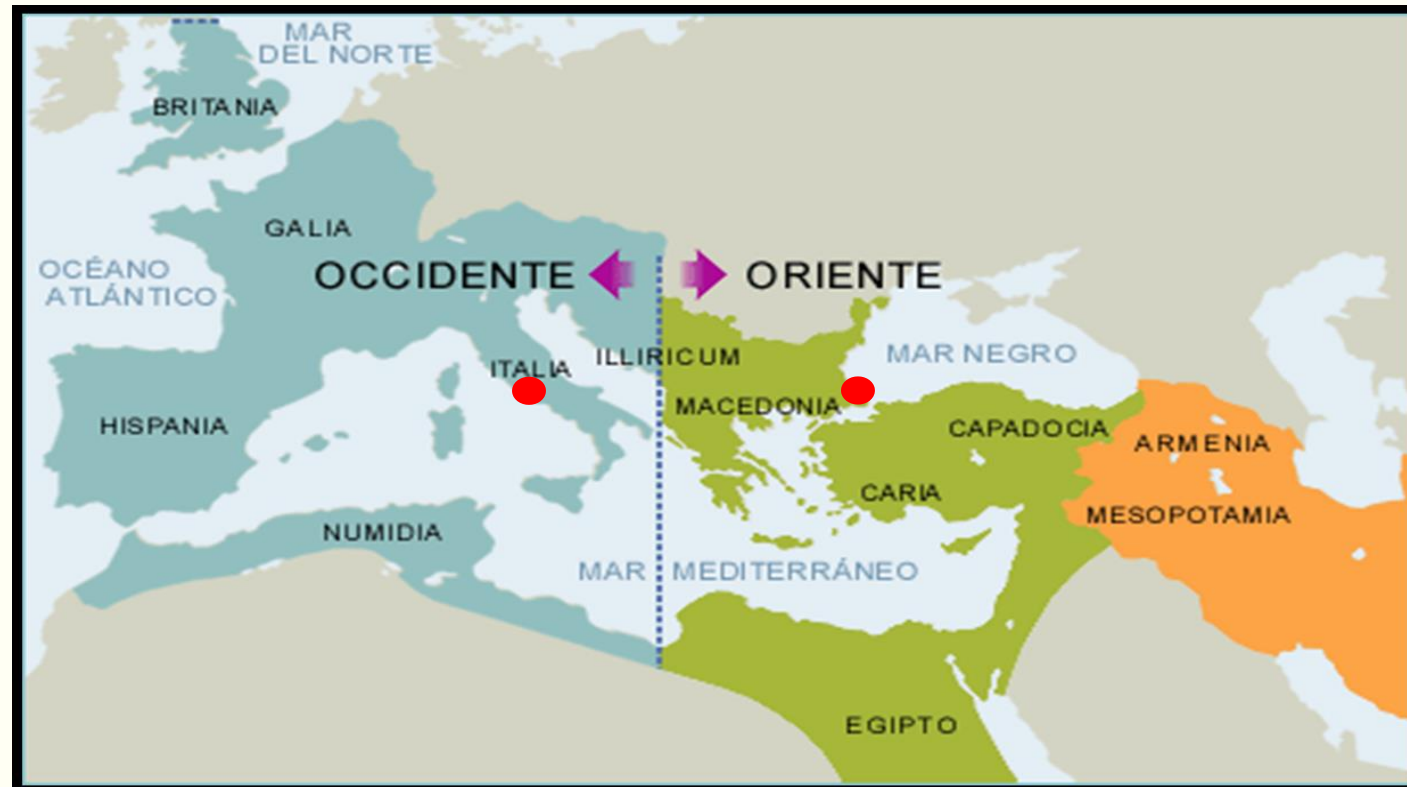 MAR
DEL NORTE
BRITANIA
GALIA
OCÉANO
ATLÁNTICO
OCCIDENTE
ORIENTE
ITALIA
ILLIRICUM
MAR NEGRO
HISPANIA
MACEDONIA
CAPADOCIA
ARMENIA
CARIA
MESOPOTAMIA
NUMIDIA
MAR MEDITERRÁNEO
EGIPTO